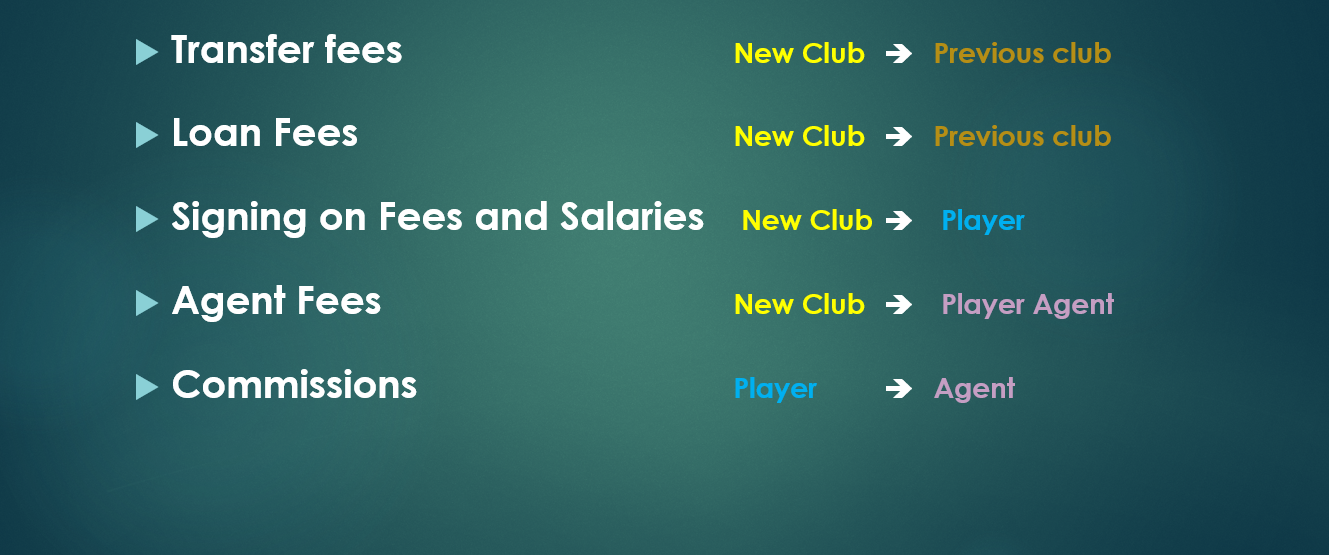 Transfer fees New Club ➔ Previous club
Loan Fees New Club ➔ Previous club
Signing on Fees and Salaries New Club ➔ Player
Agent Fees New Club ➔ Player Agent
Commissions Player ➔ Agent